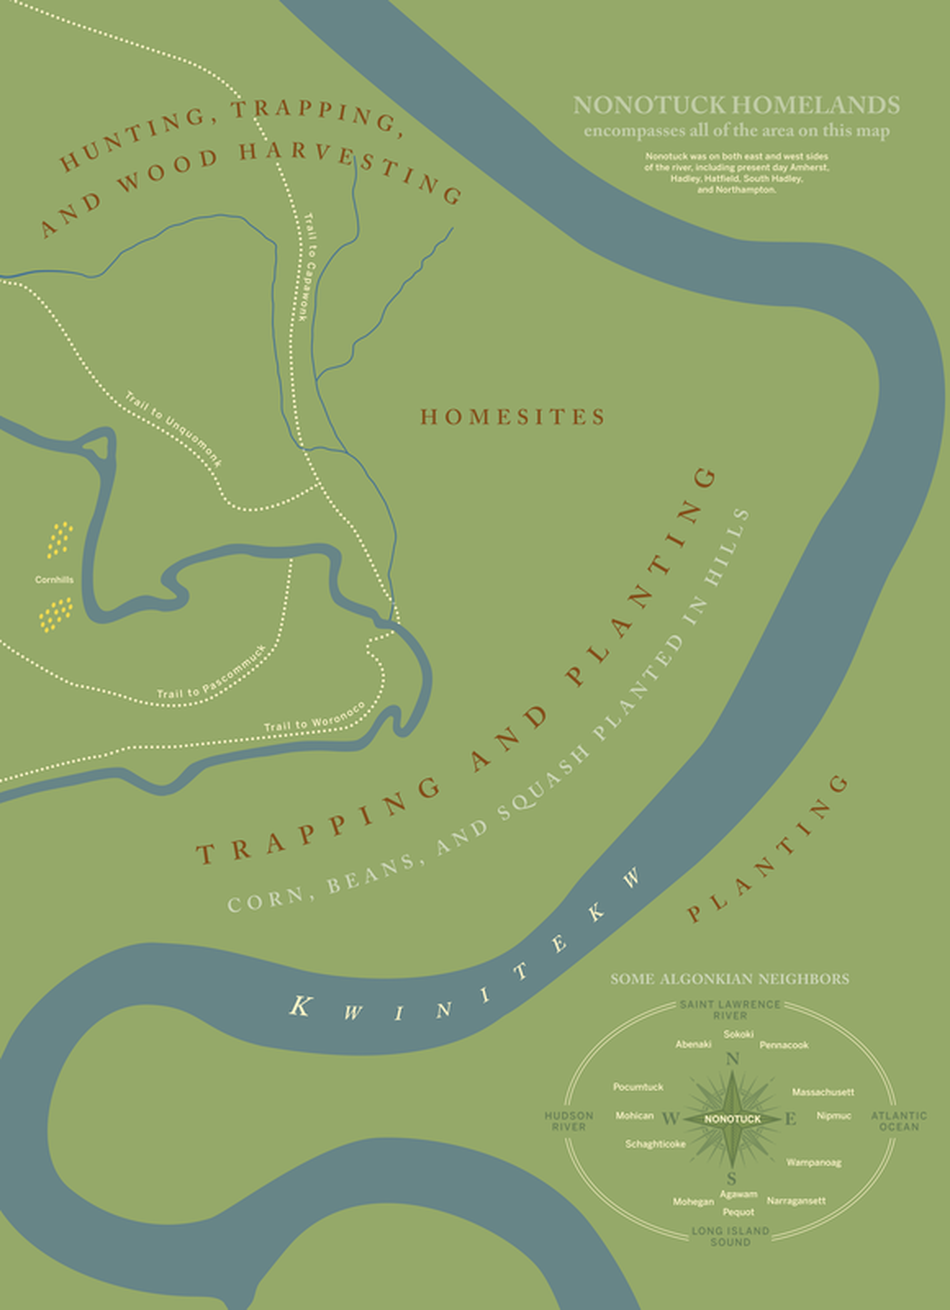 NONOTUCK HOMELANDS
encompasses all of the area on this map
Nonotuck was on both east and west sides
of the river, including present day Amherst,
Hadley, Hatfield, South Hadley,
and Northampton.
HUNTING, TRAPPING,
AND WOOD HARVESTING
Trail to Capawonk
Trail to Unquomonk
HOMESITES
Cornhills
Trail to Pascommuck
Trail to Woronoco
TRAPPING AND PLANTING
CORN, BEANS, AND SQUASH PLANTED IN HILLS
KWINITEKW
PLANTING
SOME ALGONKIAN NEIGHBORS
SAINT LAWRENCE
RIVER
Sokoki
Abenaki
Pennacook
N
Pocumtuck
Massachusett
HUDSON
RIVER
Mohican
W
NONOTUCK
E
Nipmuc
ATLANTIC
OCEAN
Schaghticoke
Wampanoag
S
Mohegan
Agawam
Narragansett
Pequot
LONG ISLAND
SOUND